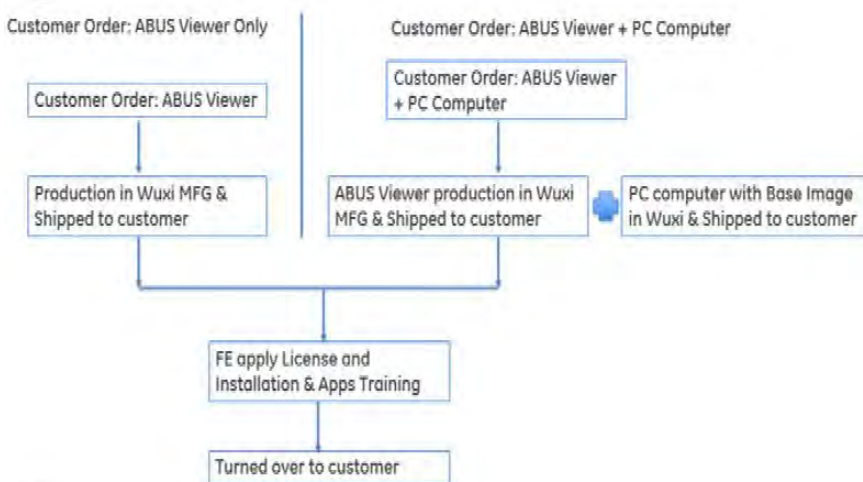 Customer Order: ABUS Viewer Only
Customer Order: ABUS Viewer + PC Computer
Customer Order: ABUS Viewer
Customer Order: ABUS Viewer
+ PC Computer
Production in Wuxi MFG &
Shipped to customer
ABUS Viewer production in Wuxi
MFG & Shipped to customer
PC computer with Base Image
in Wuxi & Shipped to customer
FE apply License and
Installation & Apps Training
Turned over to customer